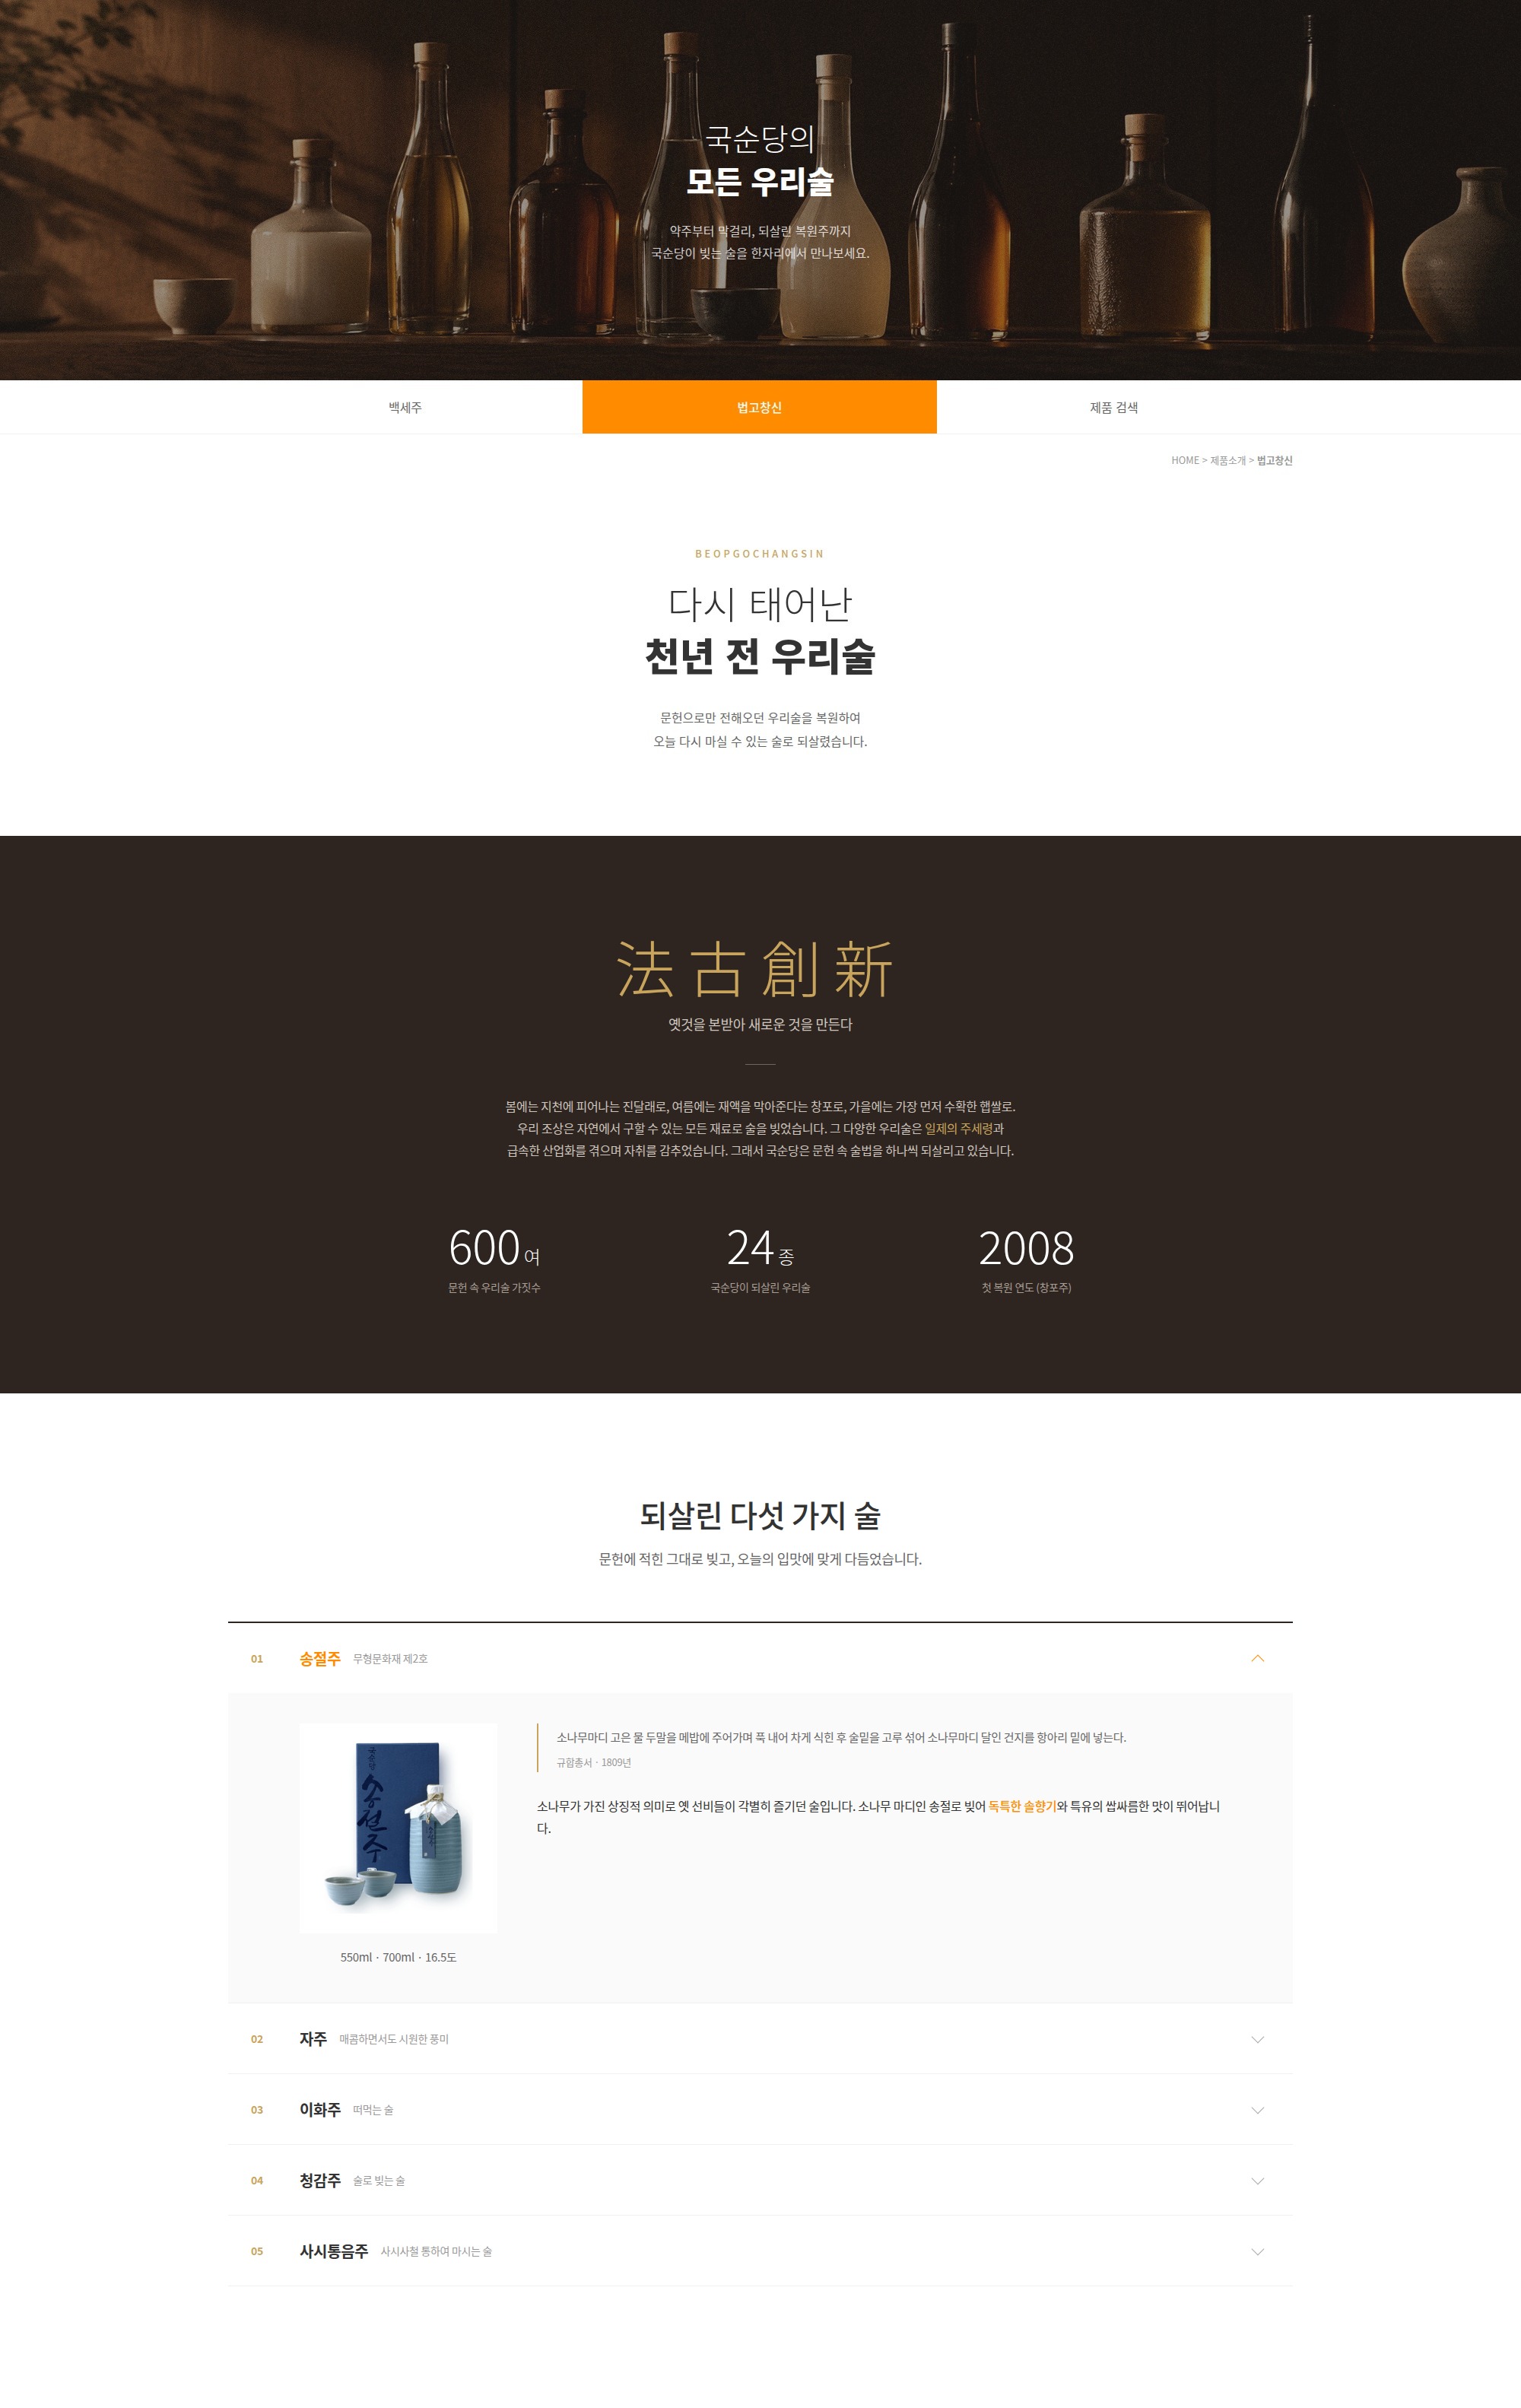 국순당의
모든 우리술
약주부터 막걸리, 되살린 복원주까지
국순당이 빚는 술을 한자리에서 만나보세요.
백세주
법고창신
제품 검색
HOME > 제품소개 > 법고창신
BEOPGOCHANGSIN
다시 태어난
천년 전 우리술
문헌으로만 전해오던 우리술을 복원하여
오늘 다시 마실 수 있는 술로 되살렸습니다.
法古創新
옛것을 본받아 새로운 것을 만든다
봄에는 지천에 피어나는 진달래로, 여름에는 재액을 막아준다는 창포로, 가을에는 가장 먼저 수확한 햅쌀로.
우리 조상은 자연에서 구할 수 있는 모든 재료로 술을 빚었습니다. 그 다양한 우리술은 일제의 주세령과
급속한 산업화를 겪으며 자취를 감추었습니다. 그래서 국순당은 문헌 속 술법을 하나씩 되살리고 있습니다.
600 여
문헌 속 우리술 가짓수
24 종
국순당이 되살린 우리술
2008
첫 복원 연도 (창포주)
되살린 다섯 가지 술
문헌에 적힌 그대로 빚고, 오늘의 입맛에 맞게 다듬었습니다.
01 송절주 무형문화재 제2호
국순당
송절주
소나무마디 고은 물 두말을 메밥에 주어가며 푹 내어 차게 식힌 후 술밑을 고루 섞어 소나무마디 달인 건지를 항아리 밑에 넣는다.
규합총서 · 1809년
소나무가 가진 상징적 의미로 옛 선비들이 각별히 즐기던 술입니다. 소나무 마디인 송절로 빚어 독특한 솔향기와 특유의 쌉싸름한 맛이 뛰어납니
다.
550ml · 700ml · 16.5도
02 자주 매콤하면서도 시원한 풍미
03 이화주 떠먹는 술
04 청감주 술로 빚는 술
05 사시통음주 사시사철 통하여 마시는 술